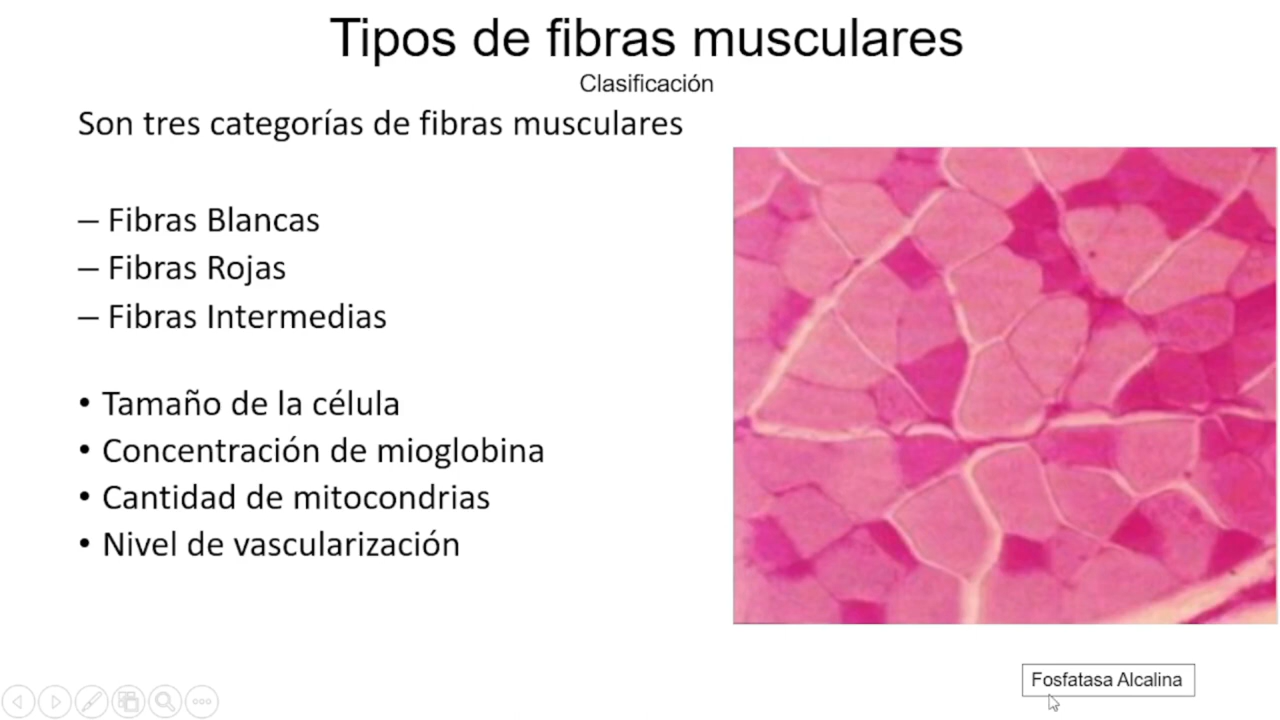 Tipos de fibras musculares
Clasificación
Son tres categorías de fibras musculares
– Fibras Blancas
– Fibras Rojas
– Fibras Intermedias
• Tamaño de la célula
• Concentración de mioglobina
• Cantidad de mitocondrias
• Nivel de vascularización
Fosfatasa Alcalina